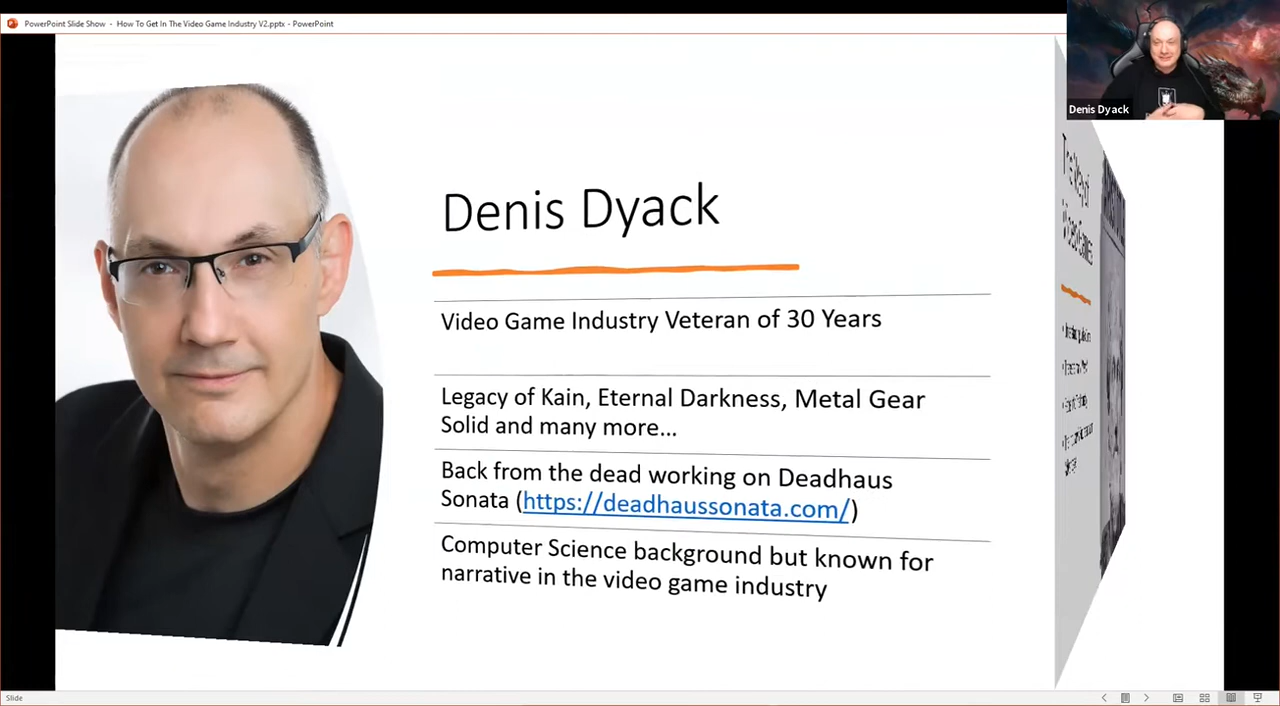 PowerPoint Slide Show - How To Get In The Video Game Industry V2.pptx - PowerPoint
Denis Dyack
Denis Dyack
Video Game Industry Veteran of 30 Years
Legacy of Kain, Eternal Darkness, Metal Gear
Solid and many more...
Back from the dead working on Deadhaus
Sonata (https://deadhaussonata.com/)
Computer Science background but known for
narrative in the video game industry
Slide